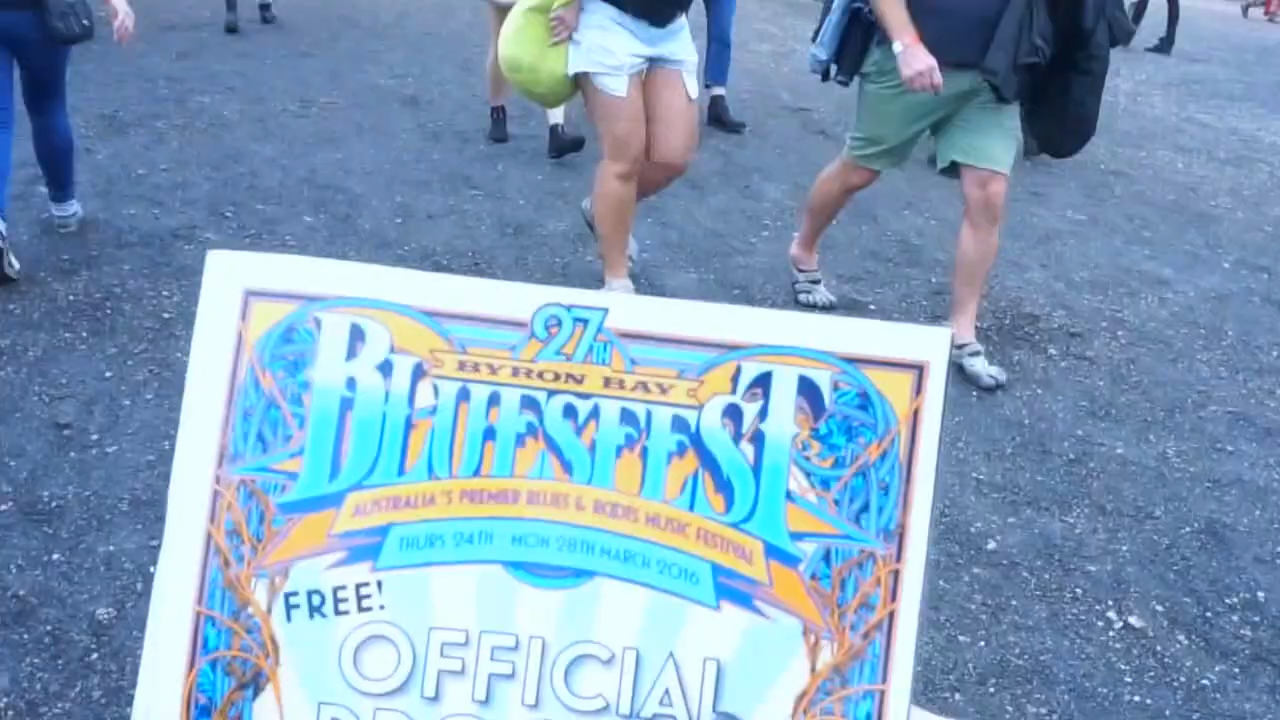 27TH
BYRON BAY
BLUESFEST
AUSTRALIA'S PREMIER BLUES & ROOTS MUSIC FESTIVAL
THURS 24TH - MON 28TH MARCH 2016
FREE!
OFFICIAL